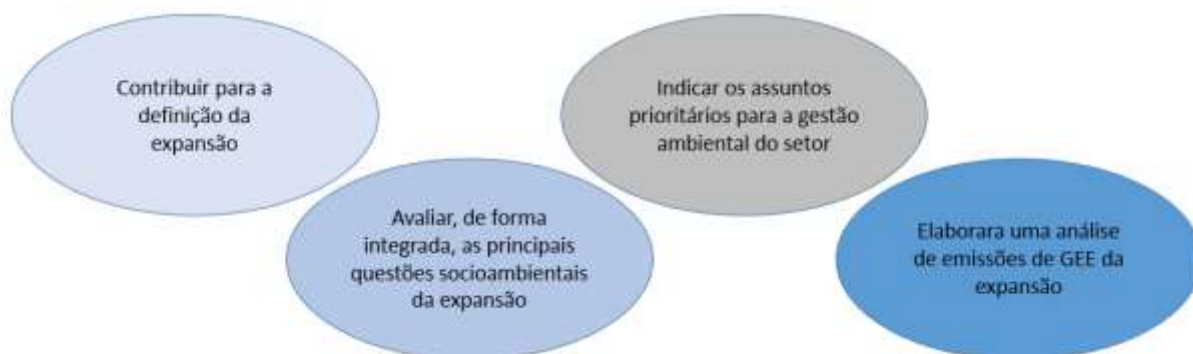 Contribuir para a
definição da
expansão
Avaliar, de forma
integrada, as principais
questões socioambientais
da expansão
Indicar os assuntos
prioritários para a gestão
ambiental do setor
Elaborara uma análise
de emissões de GEE da
expansão